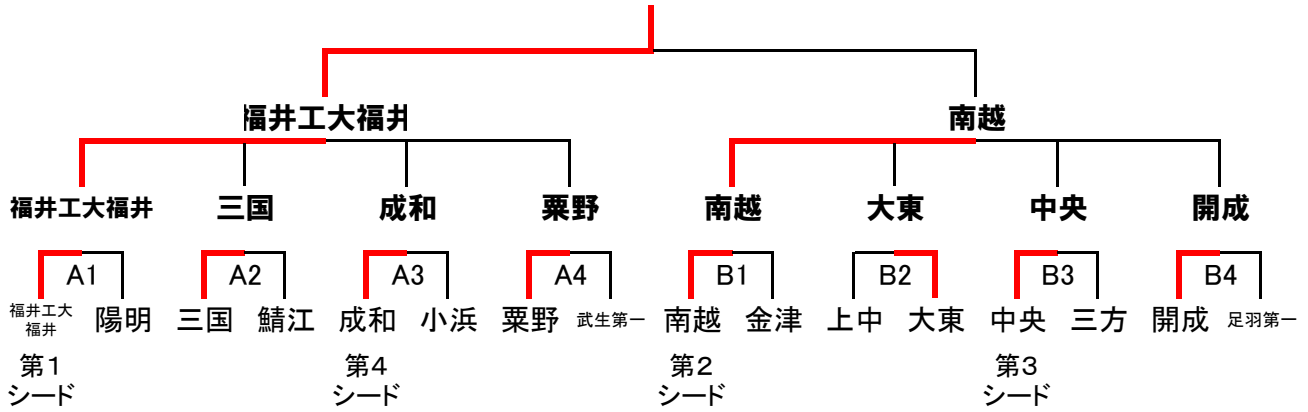 福井工大福井 南越
福井工大福井 三国 成和 粟野 南越 大東 中央 開成
A1 A2 A3 A4 B1 B2 B3 B4
福井工大
福井
陽明 三国 鯖江 成和 小浜 粟野 武生第一 南越 金津 上中 大東 中央 三方 開成 足羽第一
第1 第4 第2 第3
シード シード シード シード